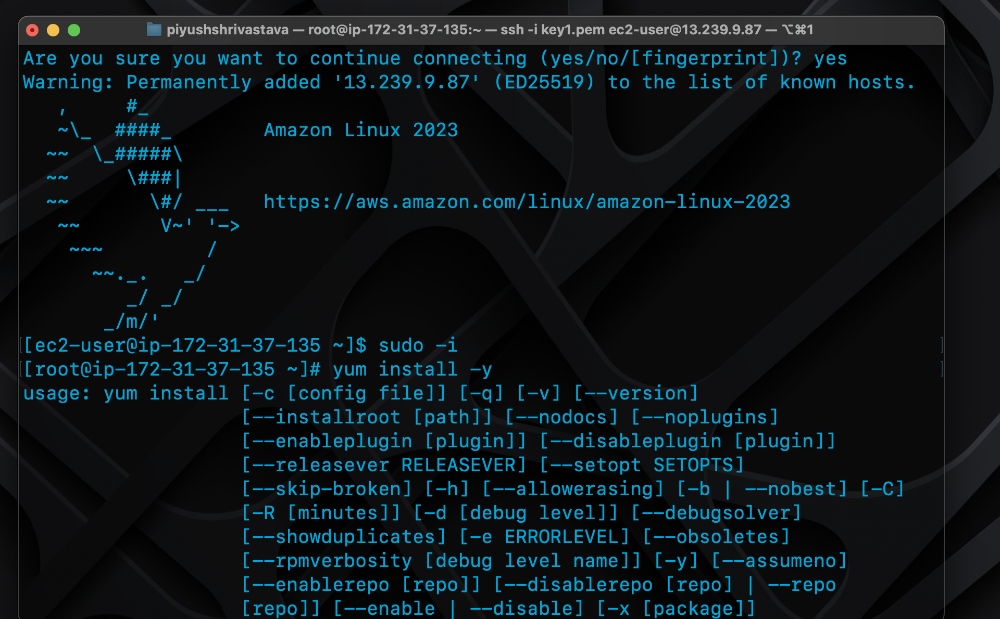 piyushshrivastava — root@ip-172-31-37-135:~ — ssh -i key1.pem ec2-user@13.239.9.87 — ⌥⌘1
Are you sure you want to continue connecting (yes/no/[fingerprint])? yes
Warning: Permanently added '13.239.9.87' (ED25519) to the list of known hosts.
   ,     #_
   ~\_  ####_        Amazon Linux 2023
  ~~  \_#####\
  ~~     \###|
  ~~       \#/ ___   https://aws.amazon.com/linux/amazon-linux-2023
   ~~       V~' '->
    ~~~         /
      ~~._.   _/
         _/ _/
       _/m/'
[[ec2-user@ip-172-31-37-135 ~]$ sudo -i ]
[[root@ip-172-31-37-135 ~]# yum install -y ]
usage: yum install [-c [config file]] [-q] [-v] [--version]
                   [--installroot [path]] [--nodocs] [--noplugins]
                   [--enableplugin [plugin]] [--disableplugin [plugin]]
                   [--releasever RELEASEVER] [--setopt SETOPTS]
                   [--skip-broken] [-h] [--allowerasing] [-b | --nobest] [-C]
                   [-R [minutes]] [-d [debug level]] [--debugsolver]
                   [--showduplicates] [-e ERRORLEVEL] [--obsoletes]
                   [--rpmverbosity [debug level name]] [-y] [--assumeno]
                   [--enablerepo [repo]] [--disablerepo [repo] | --repo
                   [repo]] [--enable | --disable] [-x [package]]